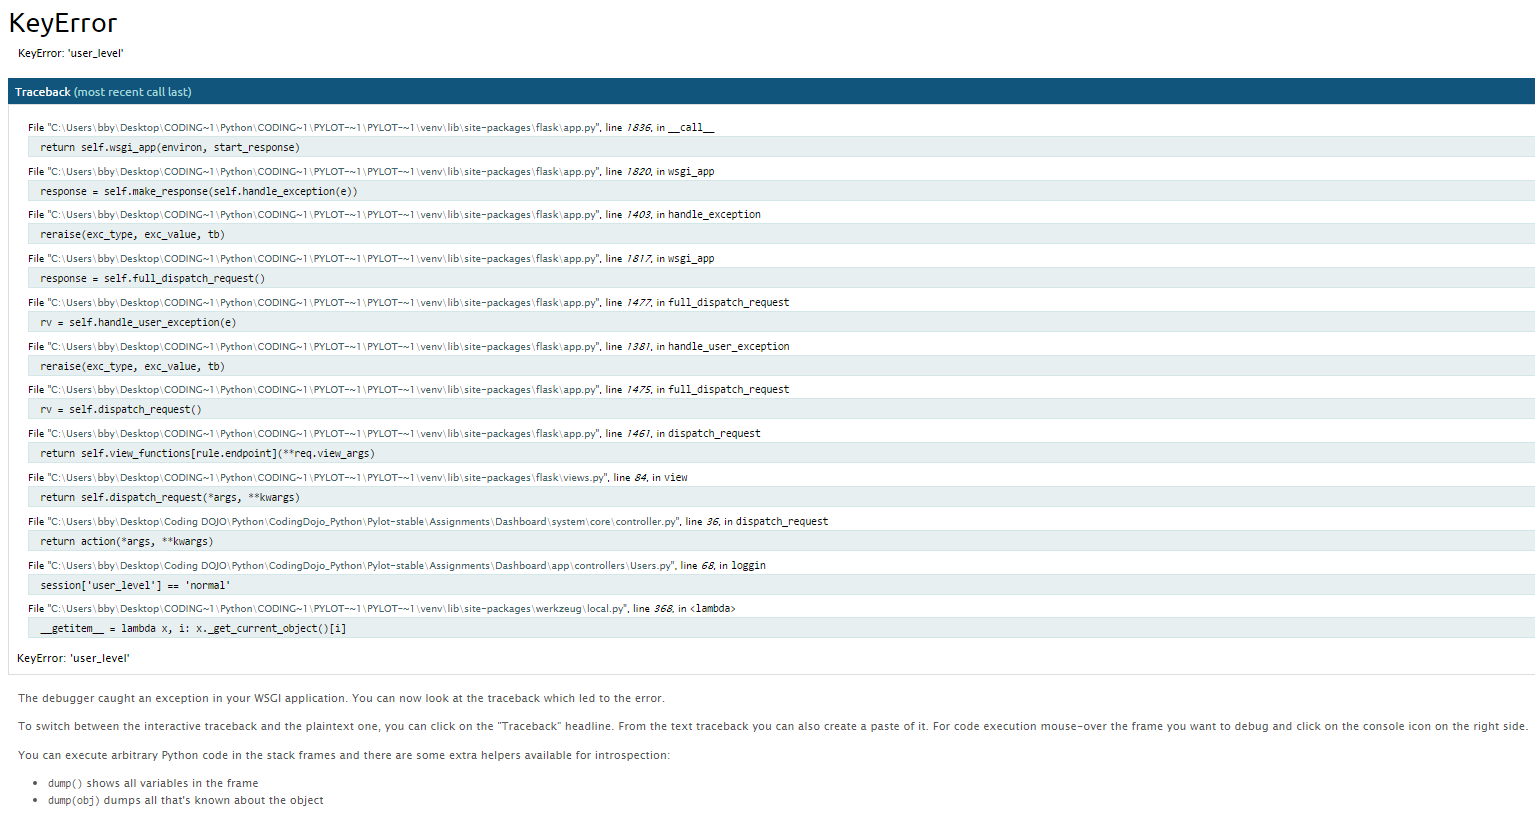 KeyError
KeyError: 'user_level'
Traceback (most recent call last)
File "C:\Users\bby\Desktop\CODING~1\Python\CODING~1\PYLOT-~1\PYLOT-~1\venv\lib\site-packages\flask\app.py", line 1836, in __call__
return self.wsgi_app(environ, start_response)
File "C:\Users\bby\Desktop\CODING~1\Python\CODING~1\PYLOT-~1\PYLOT-~1\venv\lib\site-packages\flask\app.py", line 1820, in wsgi_app
response = self.make_response(self.handle_exception(e))
File "C:\Users\bby\Desktop\CODING~1\Python\CODING~1\PYLOT-~1\PYLOT-~1\venv\lib\site-packages\flask\app.py", line 1403, in handle_exception
reraise(exc_type, exc_value, tb)
File "C:\Users\bby\Desktop\CODING~1\Python\CODING~1\PYLOT-~1\PYLOT-~1\venv\lib\site-packages\flask\app.py", line 1817, in wsgi_app
response = self.full_dispatch_request()
File "C:\Users\bby\Desktop\CODING~1\Python\CODING~1\PYLOT-~1\PYLOT-~1\venv\lib\site-packages\flask\app.py", line 1477, in full_dispatch_request
rv = self.handle_user_exception(e)
File "C:\Users\bby\Desktop\CODING~1\Python\CODING~1\PYLOT-~1\PYLOT-~1\venv\lib\site-packages\flask\app.py", line 1381, in handle_user_exception
reraise(exc_type, exc_value, tb)
File "C:\Users\bby\Desktop\CODING~1\Python\CODING~1\PYLOT-~1\PYLOT-~1\venv\lib\site-packages\flask\app.py", line 1475, in full_dispatch_request
rv = self.dispatch_request()
File "C:\Users\bby\Desktop\CODING~1\Python\CODING~1\PYLOT-~1\PYLOT-~1\venv\lib\site-packages\flask\app.py", line 1461, in dispatch_request
return self.view_functions[rule.endpoint](**req.view_args)
File "C:\Users\bby\Desktop\CODING~1\Python\CODING~1\PYLOT-~1\PYLOT-~1\venv\lib\site-packages\flask\views.py", line 84, in view
return self.dispatch_request(*args, **kwargs)
File "C:\Users\bby\Desktop\Coding DOJO\Python\CodingDojo_Python\Pylot-stable\Assignments\Dashboard\system\core\controller.py", line 36, in dispatch_request
return action(*args, **kwargs)
File "C:\Users\bby\Desktop\Coding DOJO\Python\CodingDojo_Python\Pylot-stable\Assignments\Dashboard\app\controllers\Users.py", line 68, in loggin
session['user_level'] == 'normal'
File "C:\Users\bby\Desktop\CODING~1\Python\CODING~1\PYLOT-~1\PYLOT-~1\venv\lib\site-packages\werkzeug\local.py", line 368, in <lambda>
__getitem__ = lambda x, i: x._get_current_object()[i]
KeyError: 'user_level'
The debugger caught an exception in your WSGI application. You can now look at the traceback which led to the error.
To switch between the interactive traceback and the plaintext one, you can click on the "Traceback" headline. From the text traceback you can also create a paste of it. For code execution mouse-over the frame you want to debug and click on the console icon on the right side.
You can execute arbitrary Python code in the stack frames and there are some extra helpers available for introspection:
• dump() shows all variables in the frame
• dump(obj) dumps all that's known about the object